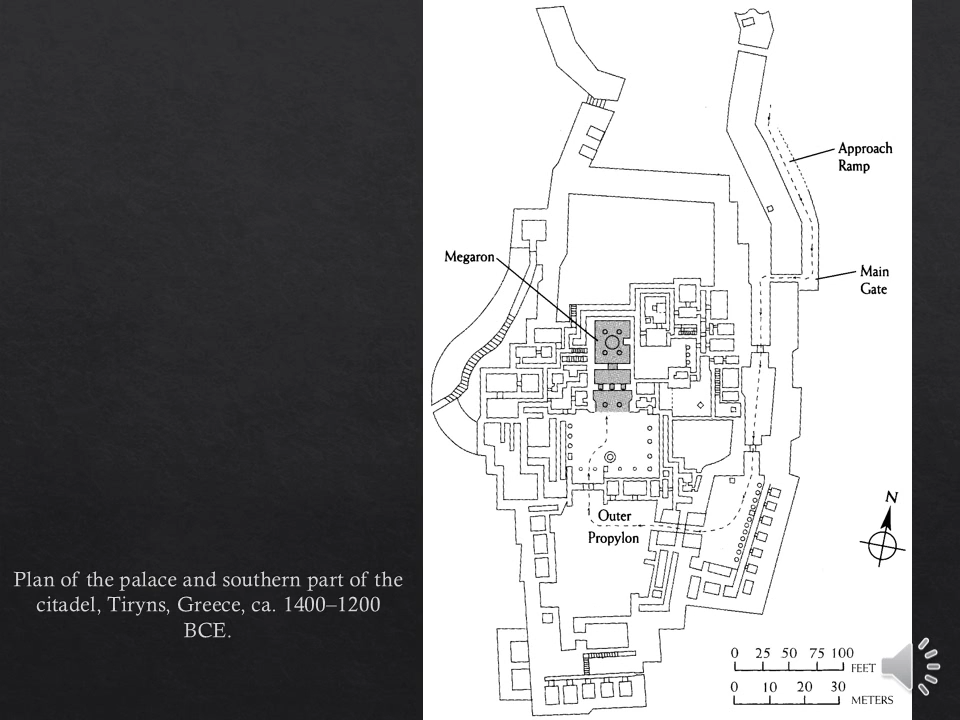 Approach
Ramp
Megaron
Main
Gate
Outer
Propylon
N
Plan of the palace and southern part of the
citadel, Tiryns, Greece, ca. 1400–1200
BCE.
0 25 50 75 100
FEET
0 10 20 30
METERS